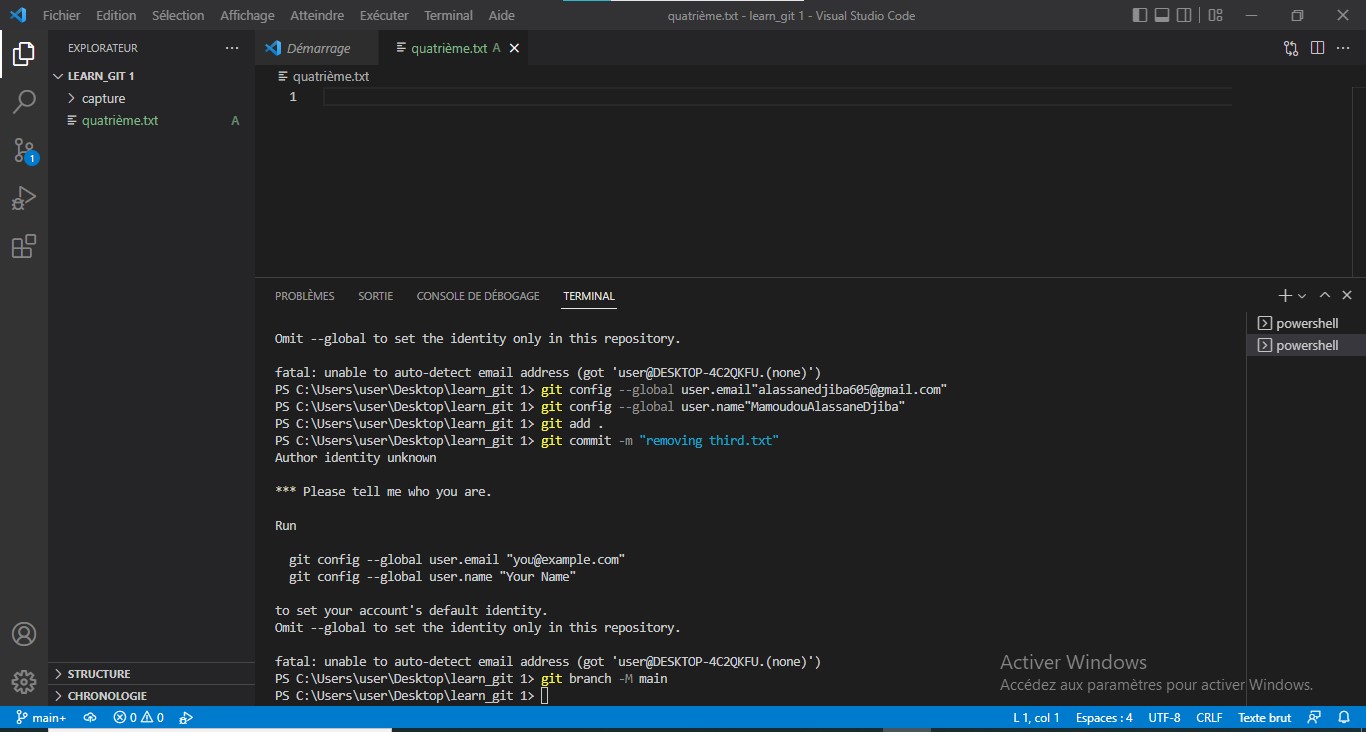 Fichier Edition Sélection Affichage Atteindre Exécuter Terminal Aide
quatrième.txt - learn_git 1 - Visual Studio Code
EXPLORATEUR
LEARN_GIT 1
capture
quatrième.txt A
Démarrage
quatrième.txt A
quatrième.txt
1
PROBLÈMES SORTIE CONSOLE DE DÉBOGAGE TERMINAL
powershell
powershell
Omit --global to set the identity only in this repository.
fatal: unable to auto-detect email address (got 'user@DESKTOP-4C2QKFU.(none)')
PS C:\Users\user\Desktop\learn_git 1> git config --global user.email"alassanedjiba605@gmail.com"
PS C:\Users\user\Desktop\learn_git 1> git config --global user.name"MamoudouAlassaneDjiba"
PS C:\Users\user\Desktop\learn_git 1> git add .
PS C:\Users\user\Desktop\learn_git 1> git commit -m "removing third.txt"
Author identity unknown
*** Please tell me who you are.
Run
git config --global user.email "you@example.com"
git config --global user.name "Your Name"
to set your account's default identity.
Omit --global to set the identity only in this repository.
fatal: unable to auto-detect email address (got 'user@DESKTOP-4C2QKFU.(none)')
PS C:\Users\user\Desktop\learn_git 1> git branch -M main
PS C:\Users\user\Desktop\learn_git 1>
Activer Windows
Accédez aux paramètres pour activer Windows.
1
STRUCTURE
CHRONOLOGIE
main+ 0 0
L 1, col 1 Espaces : 4 UTF-8 CRLF Texte brut